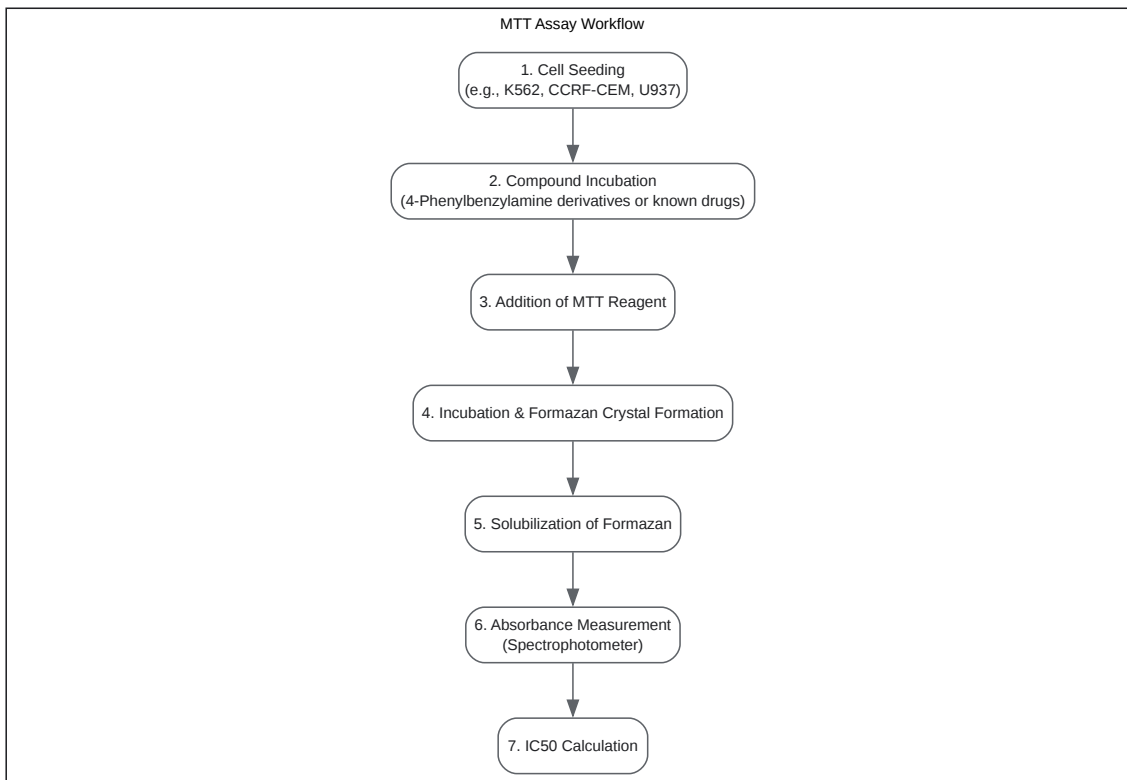 MTT Assay Workflow
1. Cell Seeding
(e.g., K562, CCRF-CEM, U937)
2. Compound Incubation
(4-Phenylbenzylamine derivatives or known drugs)
3. Addition of MTT Reagent
4. Incubation & Formazan Crystal Formation
5. Solubilization of Formazan
6. Absorbance Measurement
(Spectrophotometer)
7. IC50 Calculation